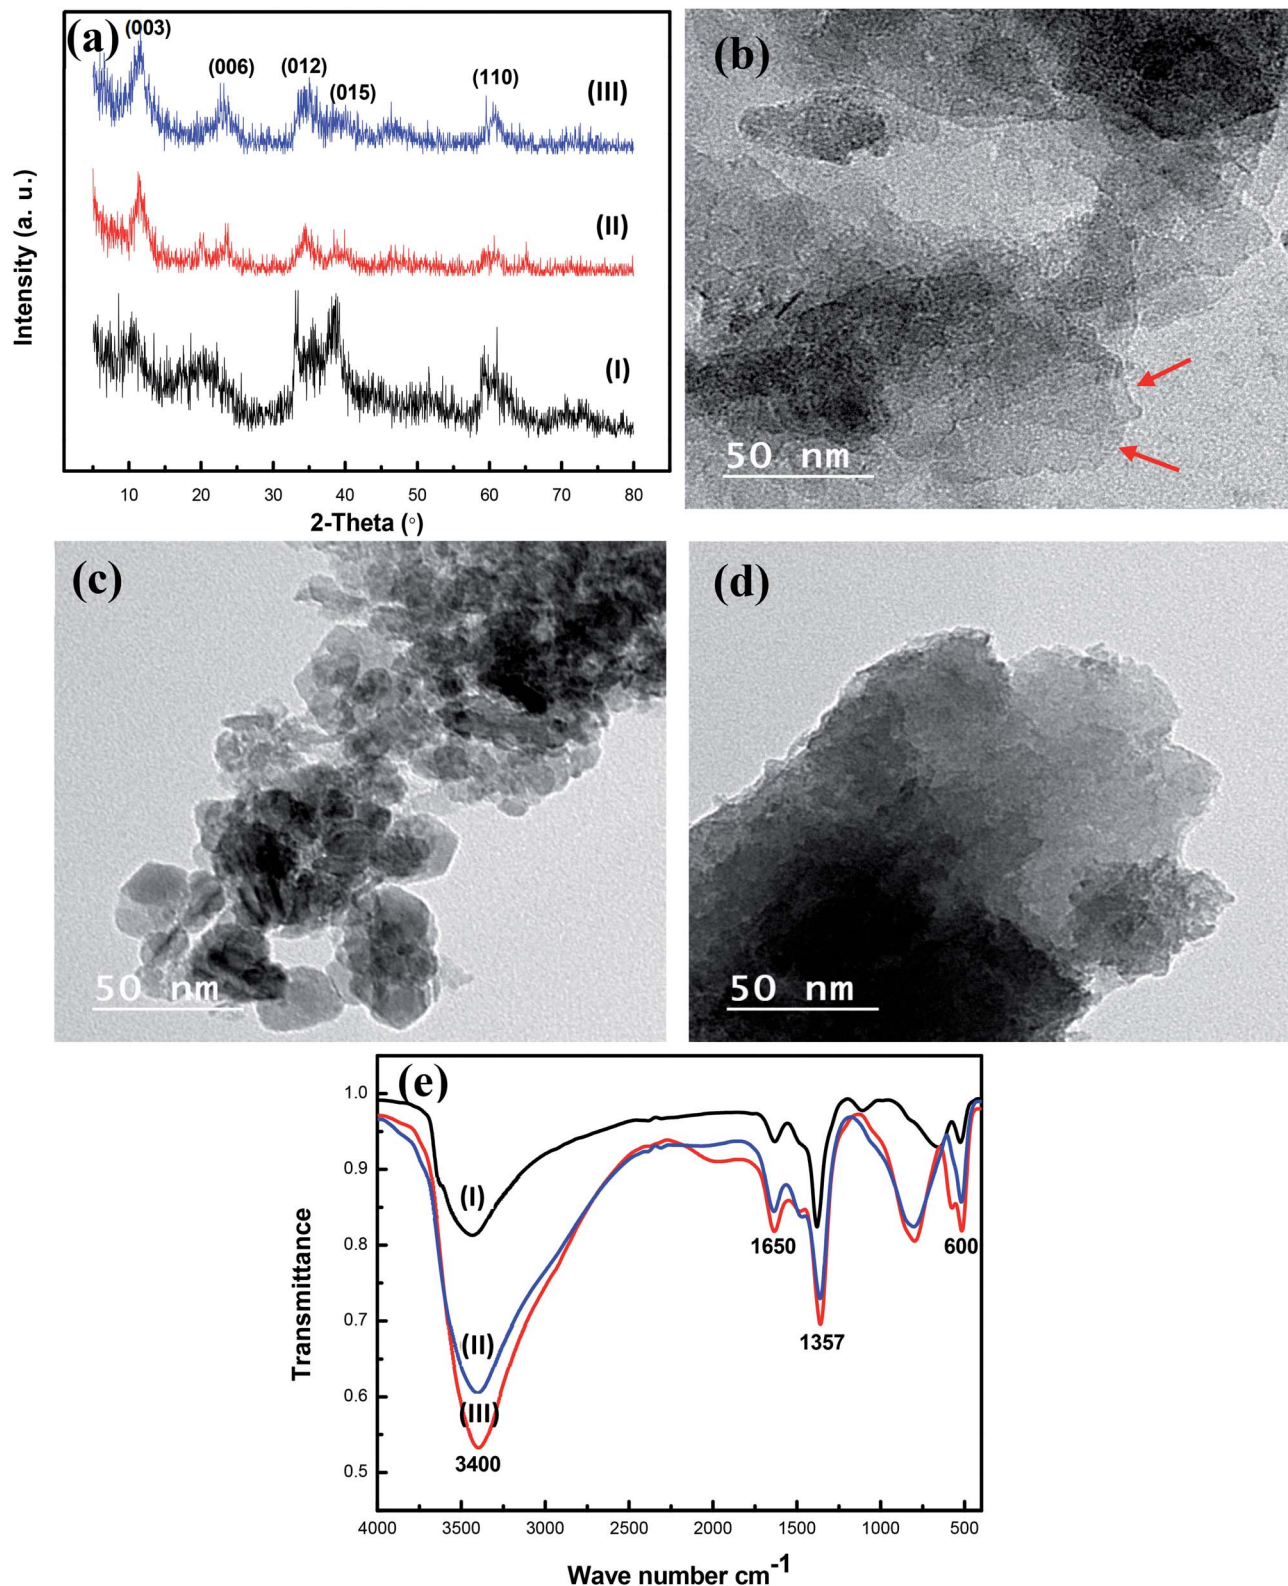 (a)
(003)
(006)
(012)
(015)
(110)
(III)
(II)
(I)
Intensity (a. u.)
10 20 30 40 50 60 70 80
2-Theta (°)
(b)
50 nm
(c)
50 nm
(d)
50 nm
(e)
1.0
0.9
0.8
0.7
0.6
0.5
Transmittance
(I)
(II)
(III)
3400
1650
1357
600
4000 3500 3000 2500 2000 1500 1000 500
Wave number cm-1